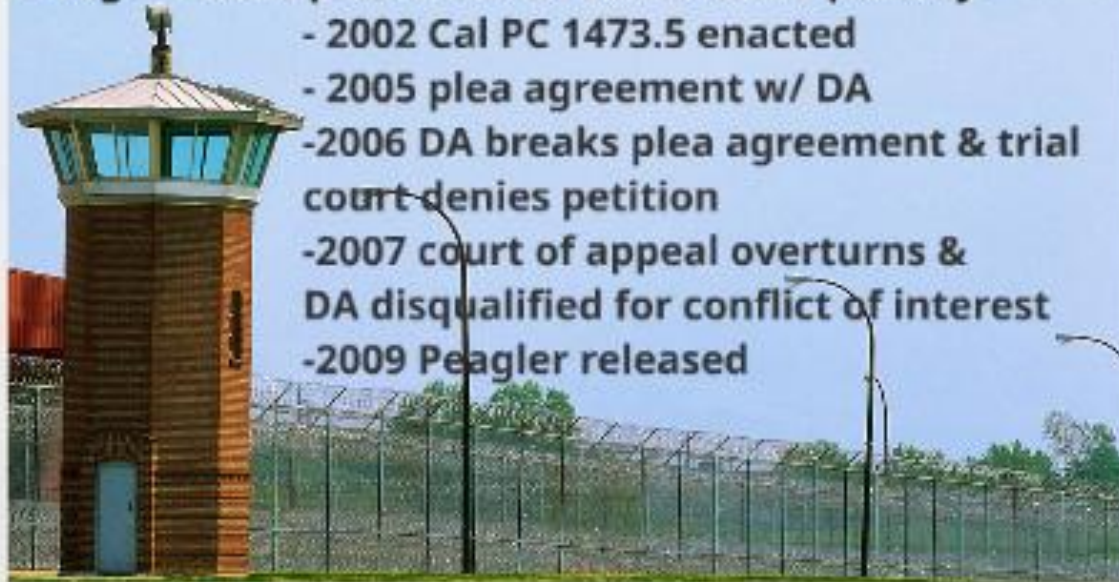 - 2002 Cal PC 1473.5 enacted
- 2005 plea agreement w/ DA
-2006 DA breaks plea agreement & trial
court denies petition
-2007 court of appeal overturns &
DA disqualified for conflict of interest
-2009 Peagler released